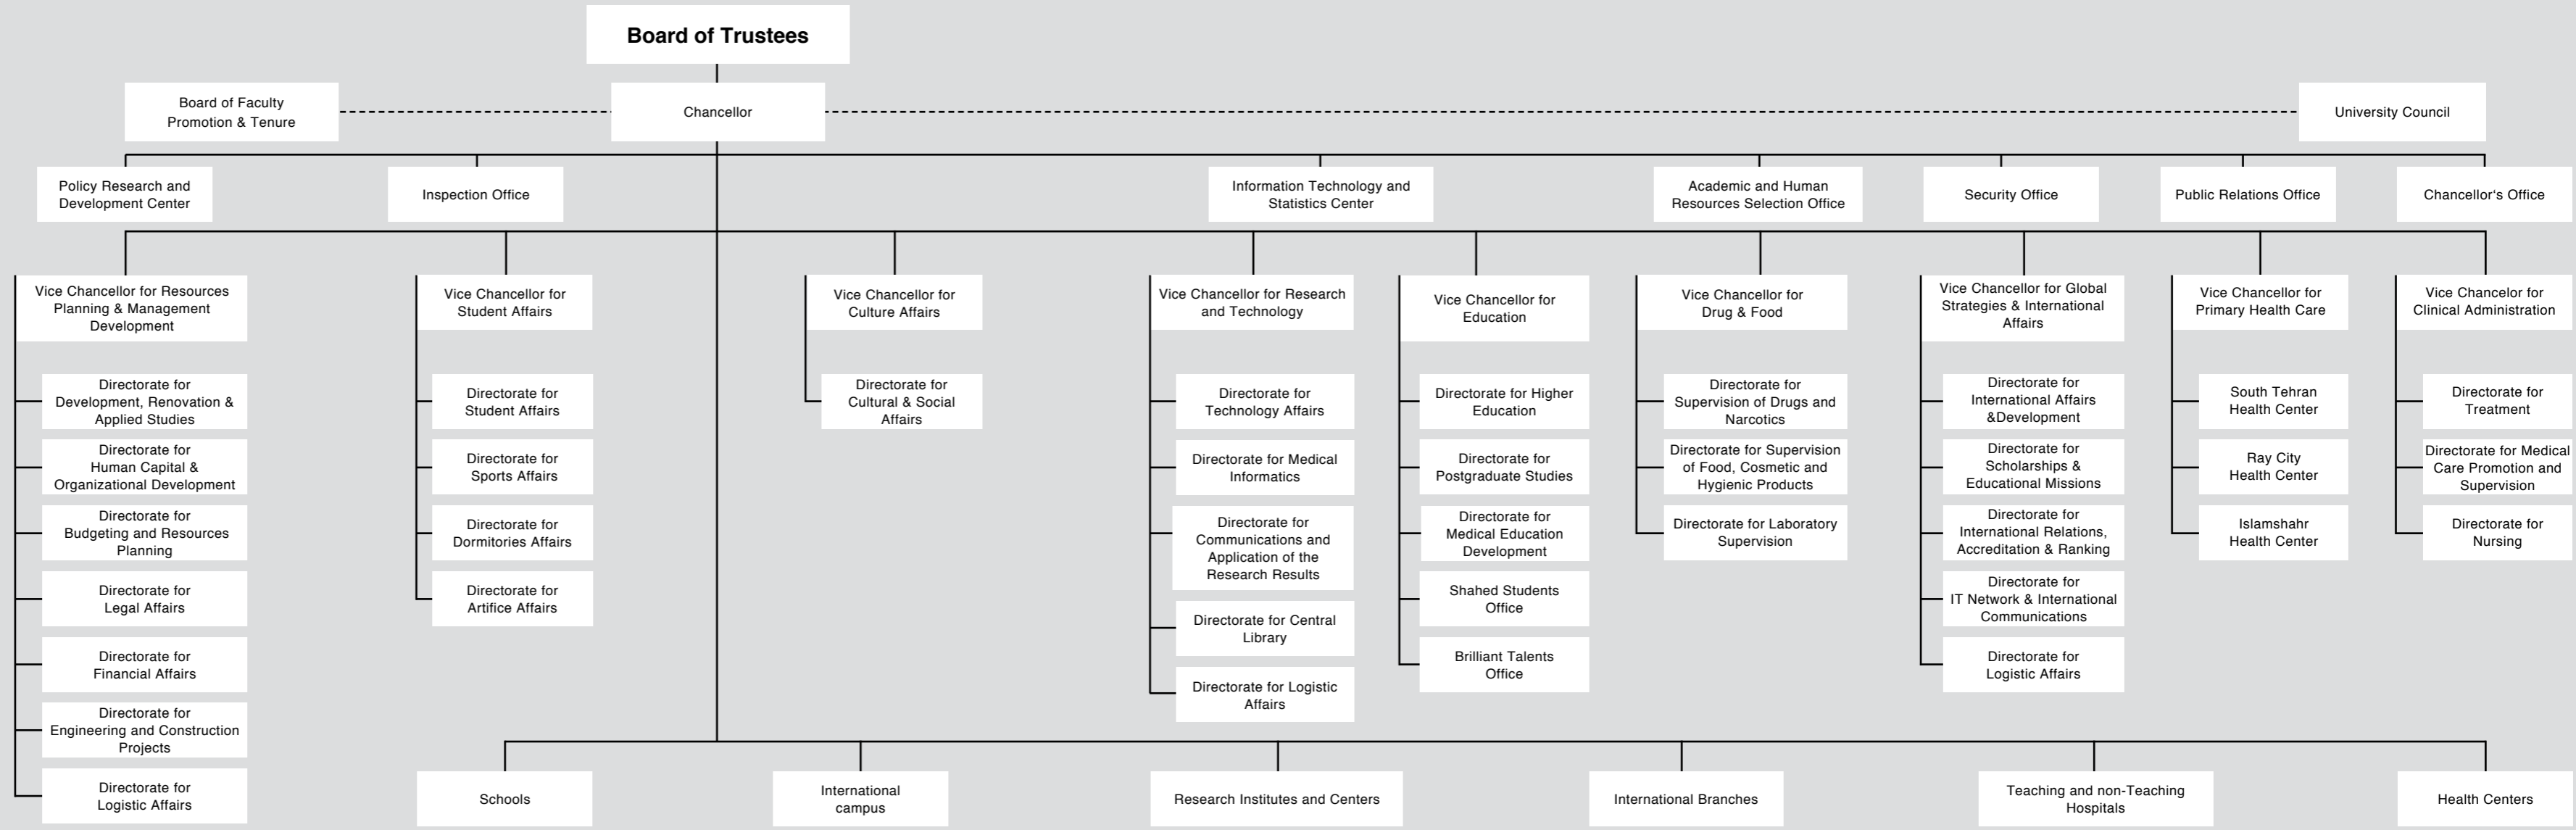 Board of Trustees
Board of Faculty
Promotion & Tenure
Chancellor
University Council
Policy Research and
Development Center
Inspection Office
Information Technology and
Statistics Center
Academic and Human
Resources Selection Office
Security Office
Public Relations Office
Chancellor‘s Office
Vice Chancellor for Resources
Planning & Management
Development
Directorate for
Development, Renovation &
Applied Studies
Directorate for
Human Capital &
Organizational Development
Directorate for
Budgeting and Resources
Planning
Directorate for
Legal Affairs
Directorate for
Financial Affairs
Directorate for
Engineering and Construction
Projects
Directorate for
Logistic Affairs
Vice Chancellor for
Student Affairs
Directorate for
Student Affairs
Directorate for
Sports Affairs
Directorate for
Dormitories Affairs
Directorate for
Artifice Affairs
Vice Chancellor for
Culture Affairs
Directorate for
Cultural & Social
Affairs
Vice Chancellor for Research
and Technology
Directorate for
Technology Affairs
Directorate for Medical
Informatics
Directorate for
Communications and
Application of the
Research Results
Directorate for Central
Library
Directorate for Logistic
Affairs
Vice Chancellor for
Education
Directorate for Higher
Education
Directorate for
Postgraduate Studies
Directorate for
Medical Education
Development
Shahed Students
Office
Brilliant Talents
Office
Vice Chancellor for
Drug & Food
Directorate for
Supervision of Drugs and
Narcotics
Directorate for Supervision
of Food, Cosmetic and
Hygienic Products
Directorate for Laboratory
Supervision
Vice Chancellor for Global
Strategies & International
Affairs
Directorate for
International Affairs
&Development
Directorate for
Scholarships &
Educational Missions
Directorate for
International Relations,
Accreditation & Ranking
Directorate for
IT Network & International
Communications
Directorate for
Logistic Affairs
Vice Chancellor for
Primary Health Care
South Tehran
Health Center
Ray City
Health Center
Islamshahr
Health Center
Vice Chancelor for
Clinical Administration
Directorate for
Treatment
Directorate for Medical
Care Promotion and
Supervision
Directorate for
Nursing
Schools
International
campus
Research Institutes and Centers
International Branches
Teaching and non-Teaching
Hospitals
Health Centers